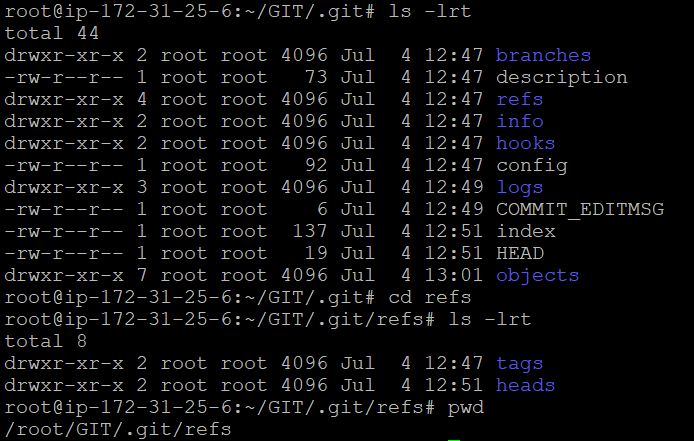 root@ip-172-31-25-6:~/GIT/.git# ls -lrt
total 44
drwxr-xr-x 2 root root 4096 Jul  4 12:47 branches
-rw-r--r-- 1 root root   73 Jul  4 12:47 description
drwxr-xr-x 4 root root 4096 Jul  4 12:47 refs
drwxr-xr-x 2 root root 4096 Jul  4 12:47 info
drwxr-xr-x 2 root root 4096 Jul  4 12:47 hooks
-rw-r--r-- 1 root root   92 Jul  4 12:47 config
drwxr-xr-x 3 root root 4096 Jul  4 12:49 logs
-rw-r--r-- 1 root root    6 Jul  4 12:49 COMMIT_EDITMSG
-rw-r--r-- 1 root root  137 Jul  4 12:51 index
-rw-r--r-- 1 root root   19 Jul  4 12:51 HEAD
drwxr-xr-x 7 root root 4096 Jul  4 13:01 objects
root@ip-172-31-25-6:~/GIT/.git# cd refs
root@ip-172-31-25-6:~/GIT/.git/refs# ls -lrt
total 8
drwxr-xr-x 2 root root 4096 Jul  4 12:47 tags
drwxr-xr-x 2 root root 4096 Jul  4 12:51 heads
root@ip-172-31-25-6:~/GIT/.git/refs# pwd
/root/GIT/.git/refs